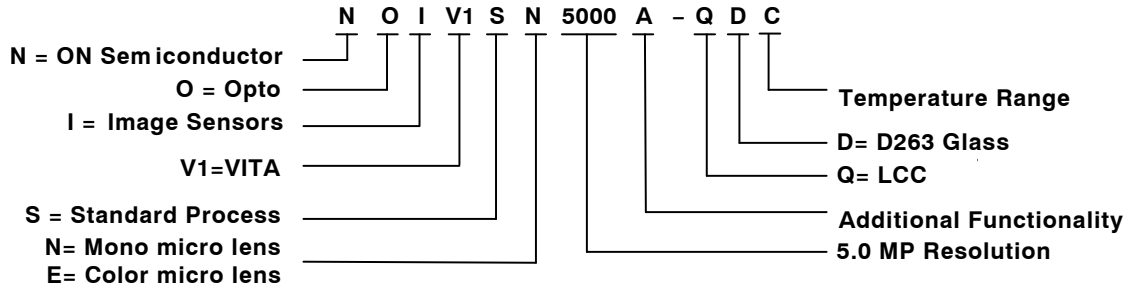 N O I V1 S N 5000 A - Q D C
N = ON Semiconductor
O = Opto
I = Image Sensors
V1=VITA
S = Standard Process
N= Mono micro lens
E= Color micro lens
Temperature Range
D= D263 Glass
Q= LCC
Additional Functionality
5.0 MP Resolution